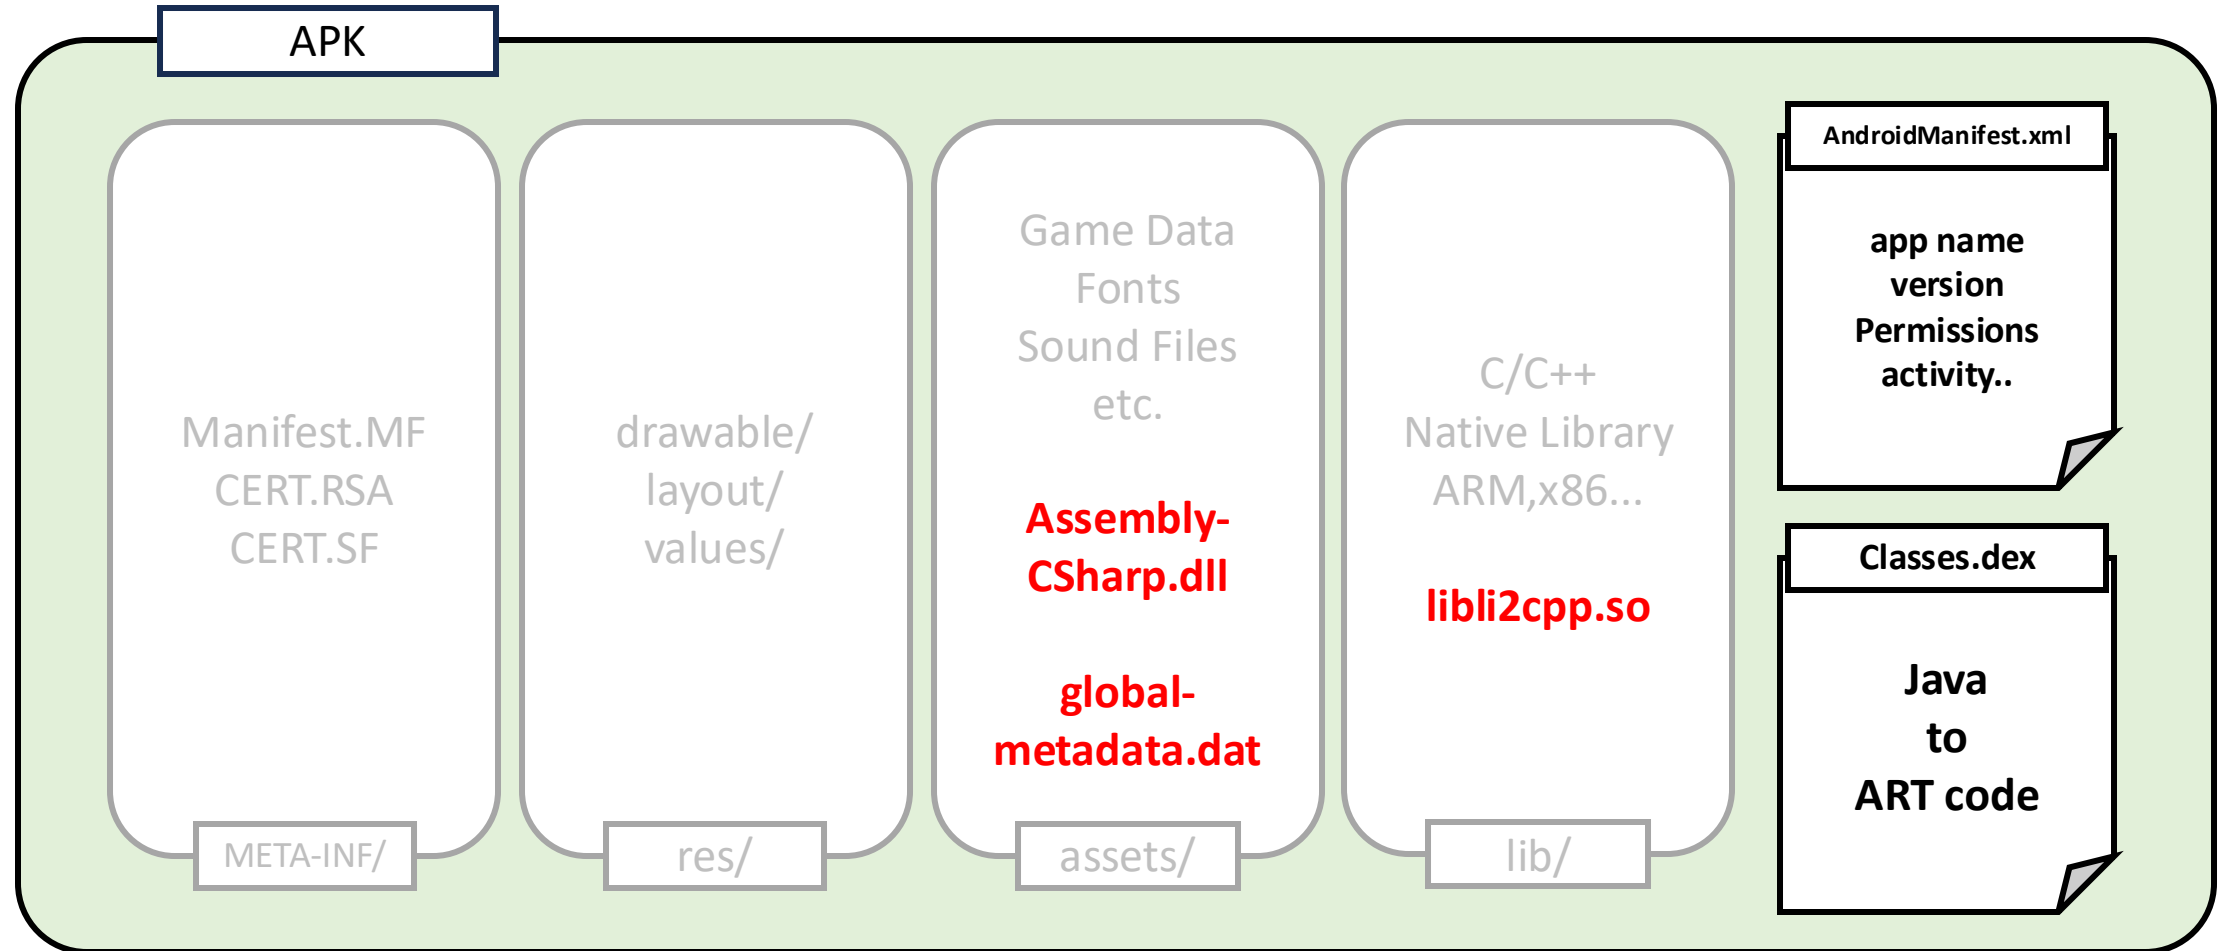 APK
Manifest.MF
CERT.RSA
CERT.SF
META-INF/
drawable/
layout/
values/
res/
Game Data
Fonts
Sound Files
etc.
Assembly-
CSharp.dll
global-
metadata.dat
assets/
C/C++
Native Library
ARM,x86...
libli2cpp.so
lib/
AndroidManifest.xml
app name
version
Permissions
activity..
Classes.dex
Java
to
ART code